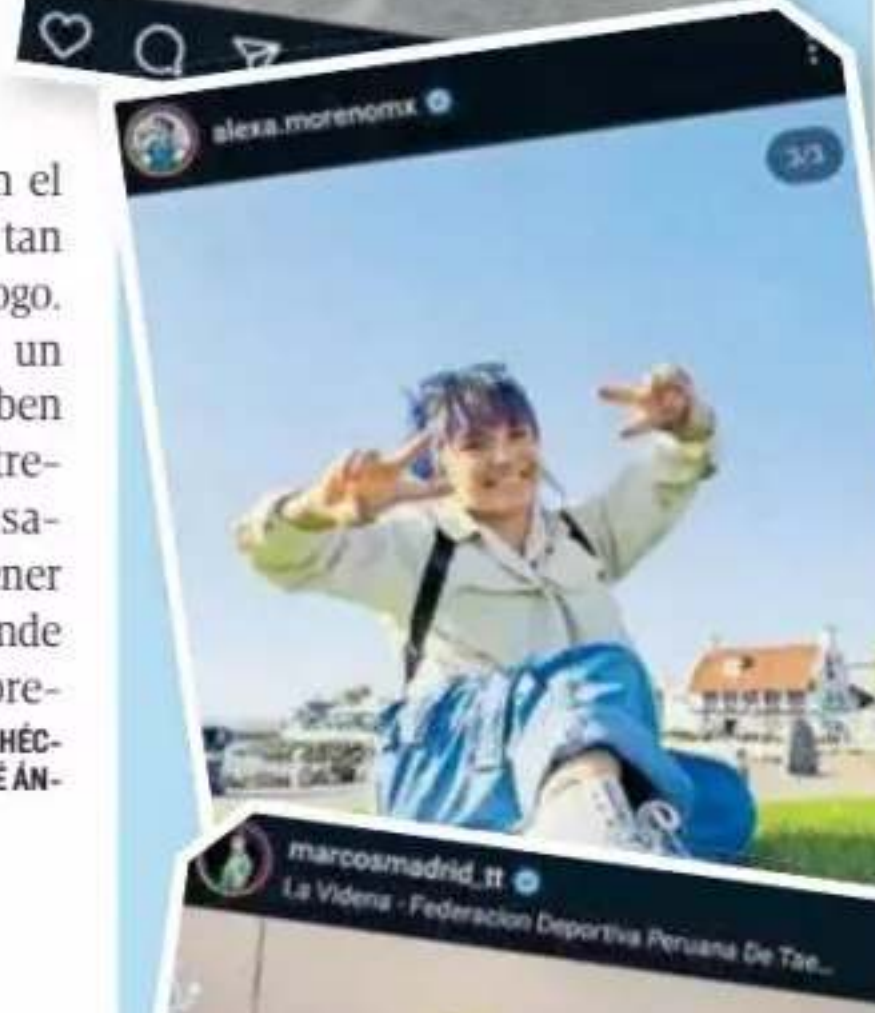 n el
tan
ogo.
un
ben
tre-
sa-
ner
nde
pre-
HÉC-
É ÁN-
alexa.morenomx
3/3
marcosmadrid_tt
La Videna - Federacion Deportiva Peruana De Tae...